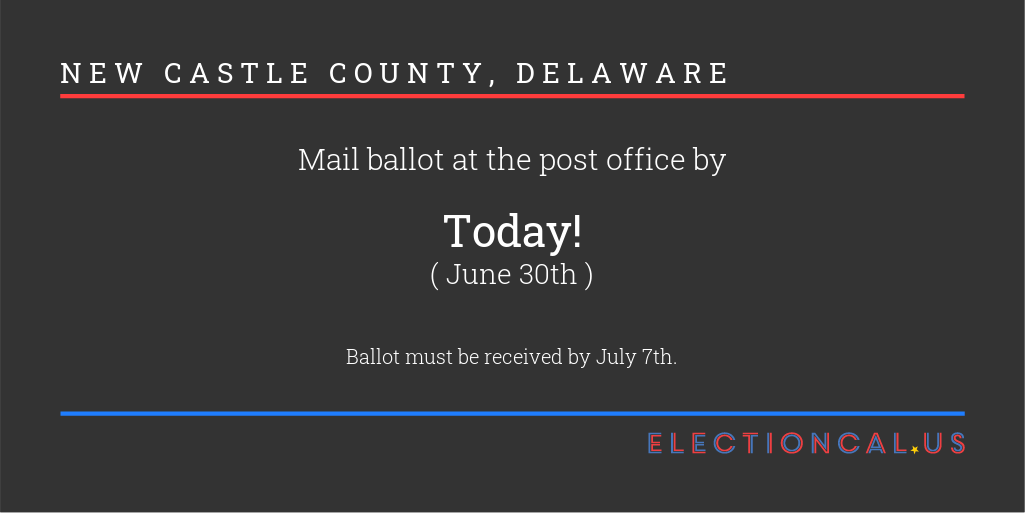 NEW CASTLE COUNTY, DELAWARE
Mail ballot at the post office by
Today!
( June 30th )
Ballot must be received by July 7th.
ELECTIONCAL.US